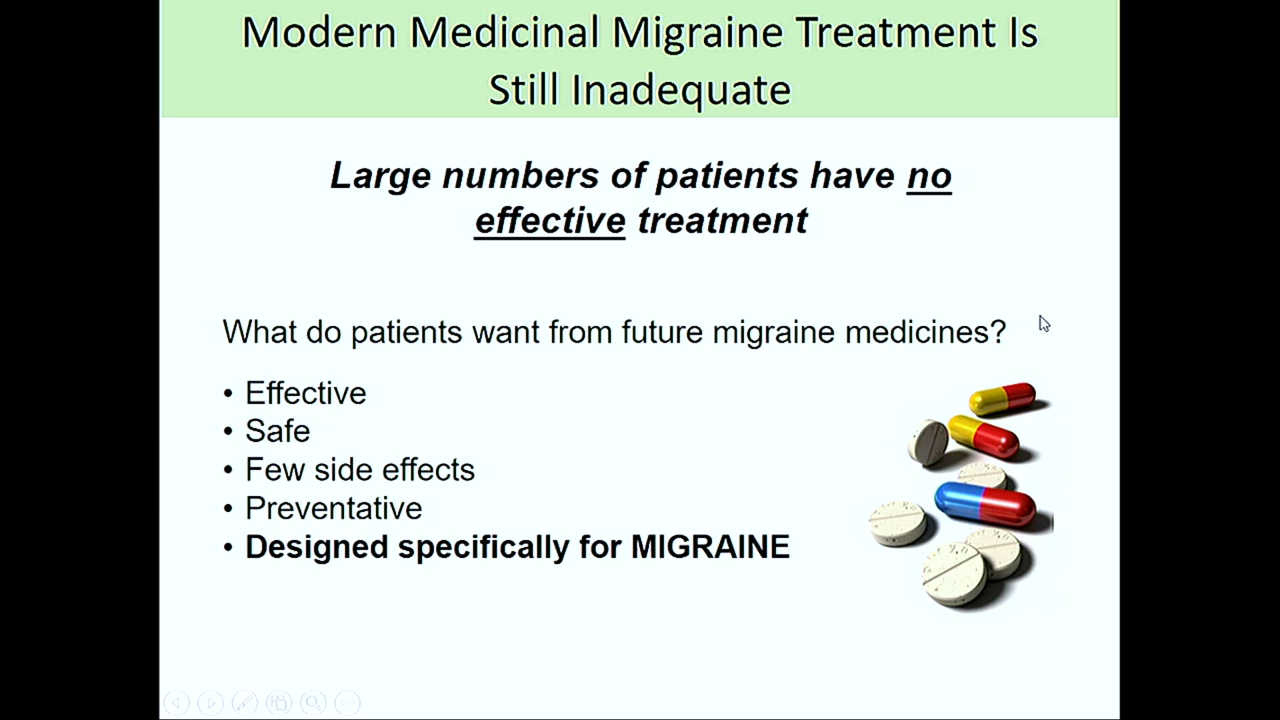 Modern Medicinal Migraine Treatment Is
Still Inadequate
Large numbers of patients have no
effective treatment
What do patients want from future migraine medicines?
• Effective
• Safe
• Few side effects
• Preventative
• Designed specifically for MIGRAINE